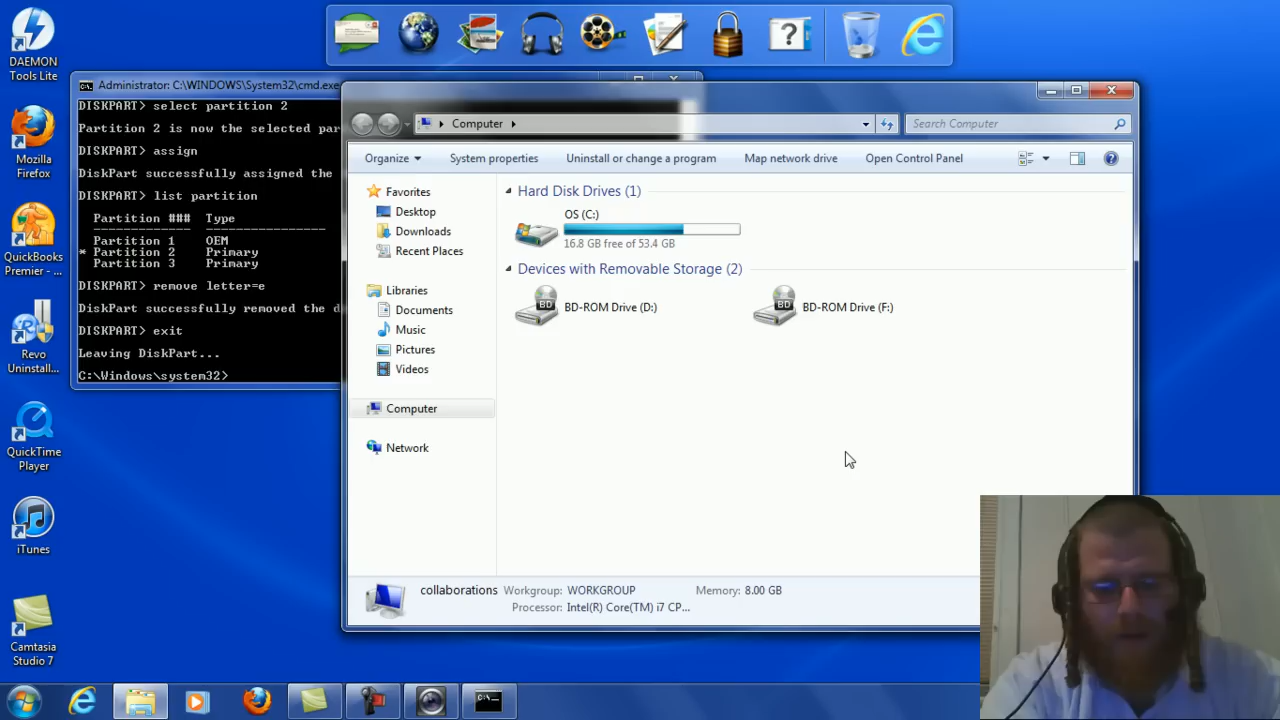 DAEMON
Tools Lite
Mozilla
Firefox
QuickBooks
Premier - ...
Revo
Uninstall...
QuickTime
Player
iTunes
Camtasia
Studio 7
Administrator: C:\WINDOWS\System32\cmd.exe
DISKPART> select partition 2
Partition 2 is now the selected par
DISKPART> assign
DiskPart successfully assigned the
DISKPART> list partition
Partition ### Type
Partition 1 OEM
* Partition 2 Primary
Partition 3 Primary
DISKPART> remove letter=e
DiskPart successfully removed the d
DISKPART> exit
Leaving DiskPart...
C:\Windows\system32>
Computer
Search Computer
Organize System properties Uninstall or change a program Map network drive Open Control Panel
Favorites
Desktop
Downloads
Recent Places
Libraries
Documents
Music
Pictures
Videos
Computer
Network
Hard Disk Drives (1)
OS (C:)
16.8 GB free of 53.4 GB
Devices with Removable Storage (2)
BD
BD-ROM Drive (D:)
BD
BD-ROM Drive (F:)
collaborations Workgroup: WORKGROUP Memory: 8.00 GB
Processor: Intel(R) Core(TM) i7 CP...